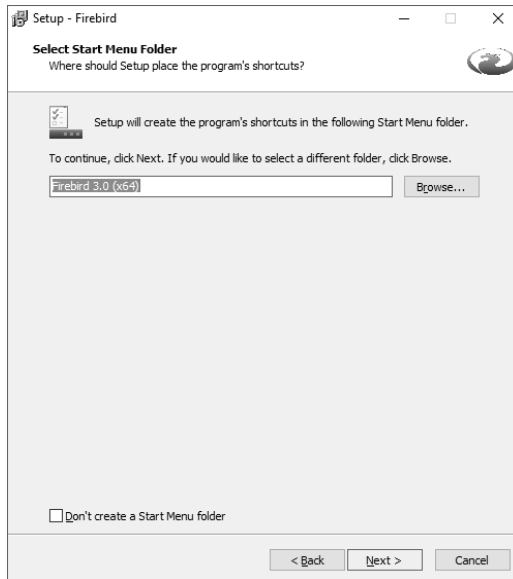 Setup - Firebird
Select Start Menu Folder
Where should Setup place the program's shortcuts?
Setup will create the program's shortcuts in the following Start Menu folder.
To continue, click Next. If you would like to select a different folder, click Browse.
Firebird 3.0 (x64)
Browse...
Don't create a Start Menu folder
< Back
Next >
Cancel